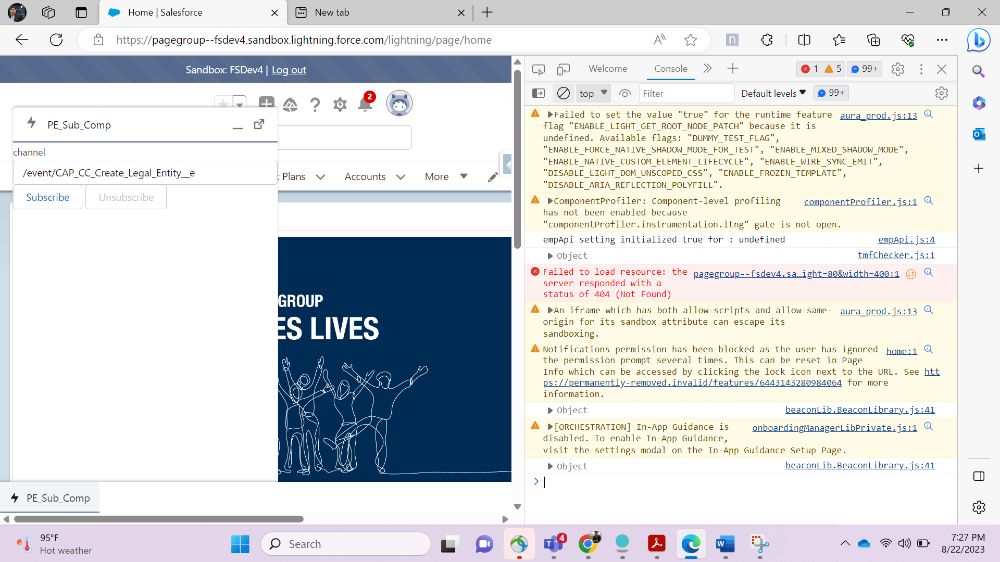 Home | Salesforce
New tab
https://pagegroup--fsdev4.sandbox.lightning.force.com/lightning/page/home
Sandbox: FSDev4 | Log out
2
PE_Sub_Comp
channel
/event/CAP_CC_Create_Legal_Entity__e
Subscribe
Unsubscribe
: Plans
Accounts
More
GROUP
ES LIVES
PE_Sub_Comp
Welcome
Console
1
5
99+
top
Filter
Default levels
99+
Failed to set the value "true" for the runtime feature aura_prod.js:13
flag "ENABLE_LIGHT_GET_ROOT_NODE_PATCH" because it is
undefined. Available flags: "DUMMY_TEST_FLAG",
"ENABLE_FORCE_NATIVE_SHADOW_MODE_FOR_TEST", "ENABLE_MIXED_SHADOW_MODE",
"ENABLE_NATIVE_CUSTOM_ELEMENT_LIFECYCLE", "ENABLE_WIRE_SYNC_EMIT",
"DISABLE_LIGHT_DOM_UNSCOPED_CSS", "ENABLE_FROZEN_TEMPLATE",
"DISABLE_ARIA_REFLECTION_POLYFILL".
ComponentProfiler: Component-level profiling componentProfiler.js:1
has not been enabled because
"componentProfiler.instrumentation.ltng" gate is not open.
empApi setting initialized true for : undefined empApi.js:4
Object tmfChecker.js:1
Failed to load resource: the pagegroup--fsdev4.sa…ight=80&width=400:1
server responded with a
status of 404 (Not Found)
An iframe which has both allow-scripts and allow-same- aura_prod.js:13
origin for its sandbox attribute can escape its
sandboxing.
Notifications permission has been blocked as the user has ignored home:1
the permission prompt several times. This can be reset in Page
Info which can be accessed by clicking the lock icon next to the URL. See htt
ps://permanently-removed.invalid/features/6443143280984064 for more
information.
Object beaconLib.BeaconLibrary.js:41
[ORCHESTRATION] In-App Guidance is onboardingManagerLibPrivate.js:1
disabled. To enable In-App Guidance,
visit the settings modal on the In-App Guidance Setup Page.
Object beaconLib.BeaconLibrary.js:41
95°F
Hot weather
Search
4
7:27 PM
8/22/2023